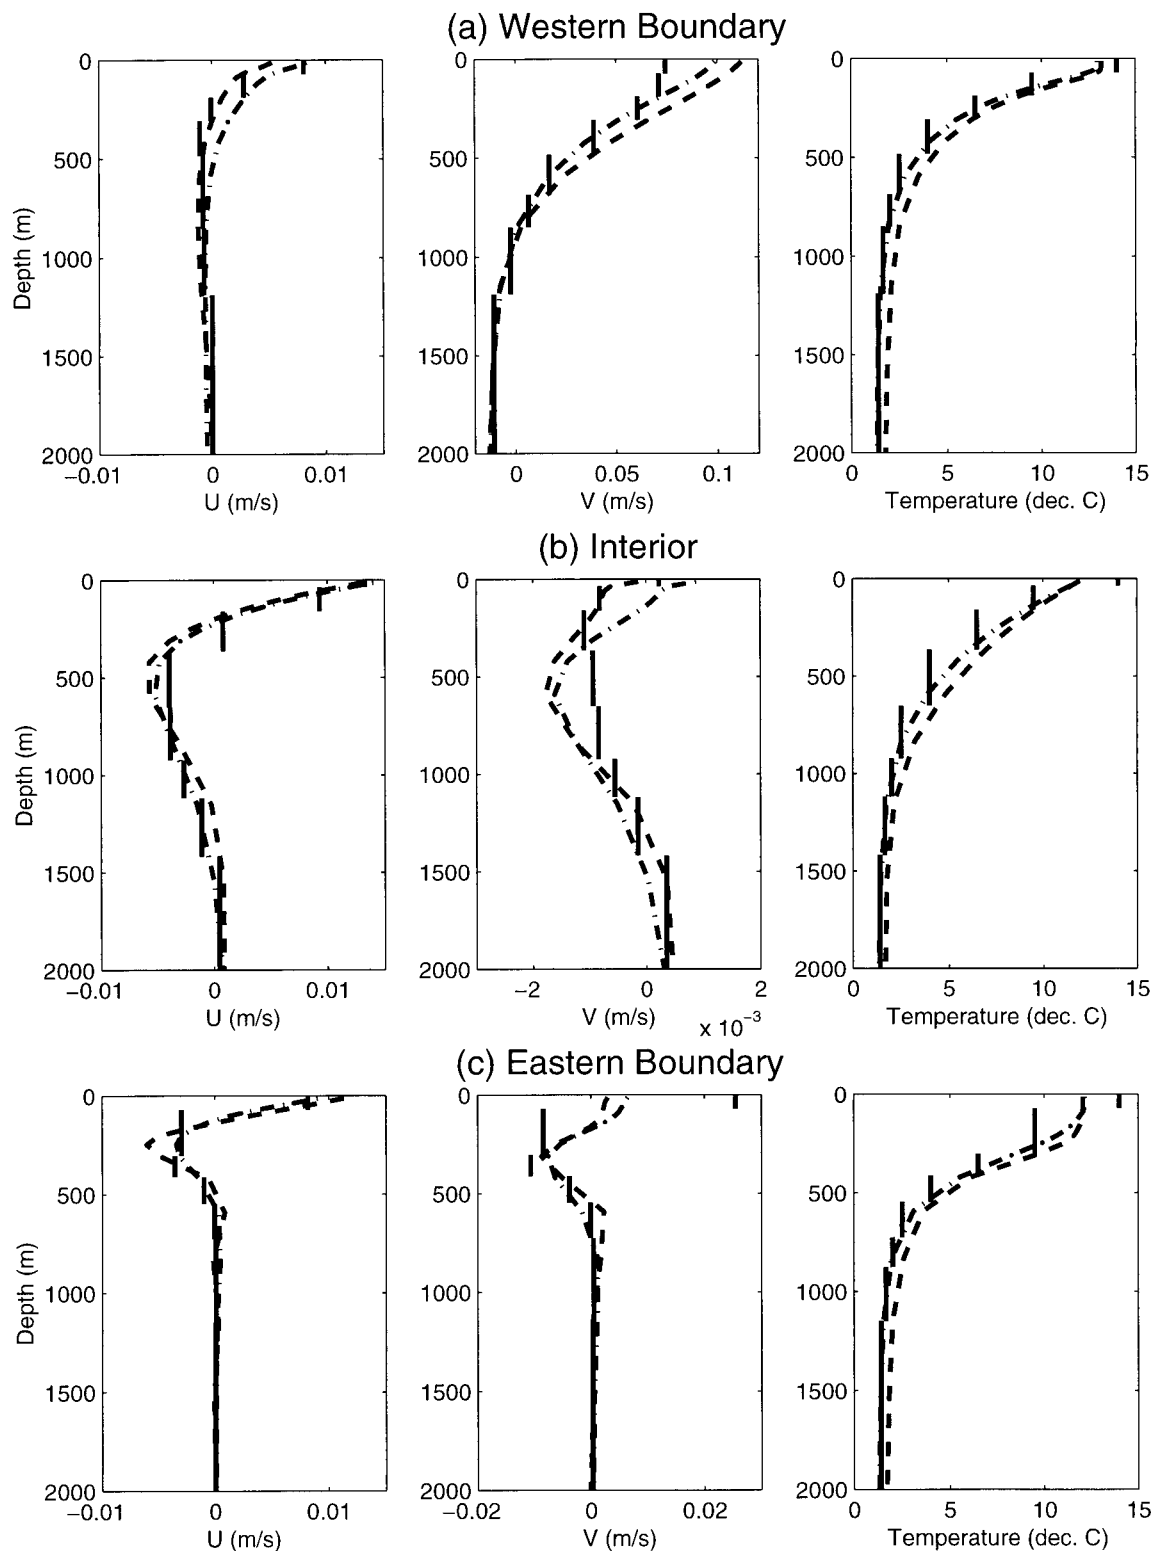 (a) Western Boundary
0
500
1000
1500
2000
Depth (m)
−0.01 0 0.01
U (m/s)
0
500
1000
1500
2000
0 0.05 0.1
V (m/s)
0
500
1000
1500
2000
0 5 10 15
Temperature (dec. C)
(b) Interior
0
500
1000
1500
2000
Depth (m)
−0.01 0 0.01
U (m/s)
0
500
1000
1500
2000
−2 0 2
V (m/s)
x 10−3
0
500
1000
1500
2000
0 5 10 15
Temperature (dec. C)
(c) Eastern Boundary
0
500
1000
1500
2000
Depth (m)
−0.01 0 0.01
U (m/s)
0
500
1000
1500
2000
−0.02 0 0.02
V (m/s)
0
500
1000
1500
2000
0 5 10 15
Temperature (dec. C)